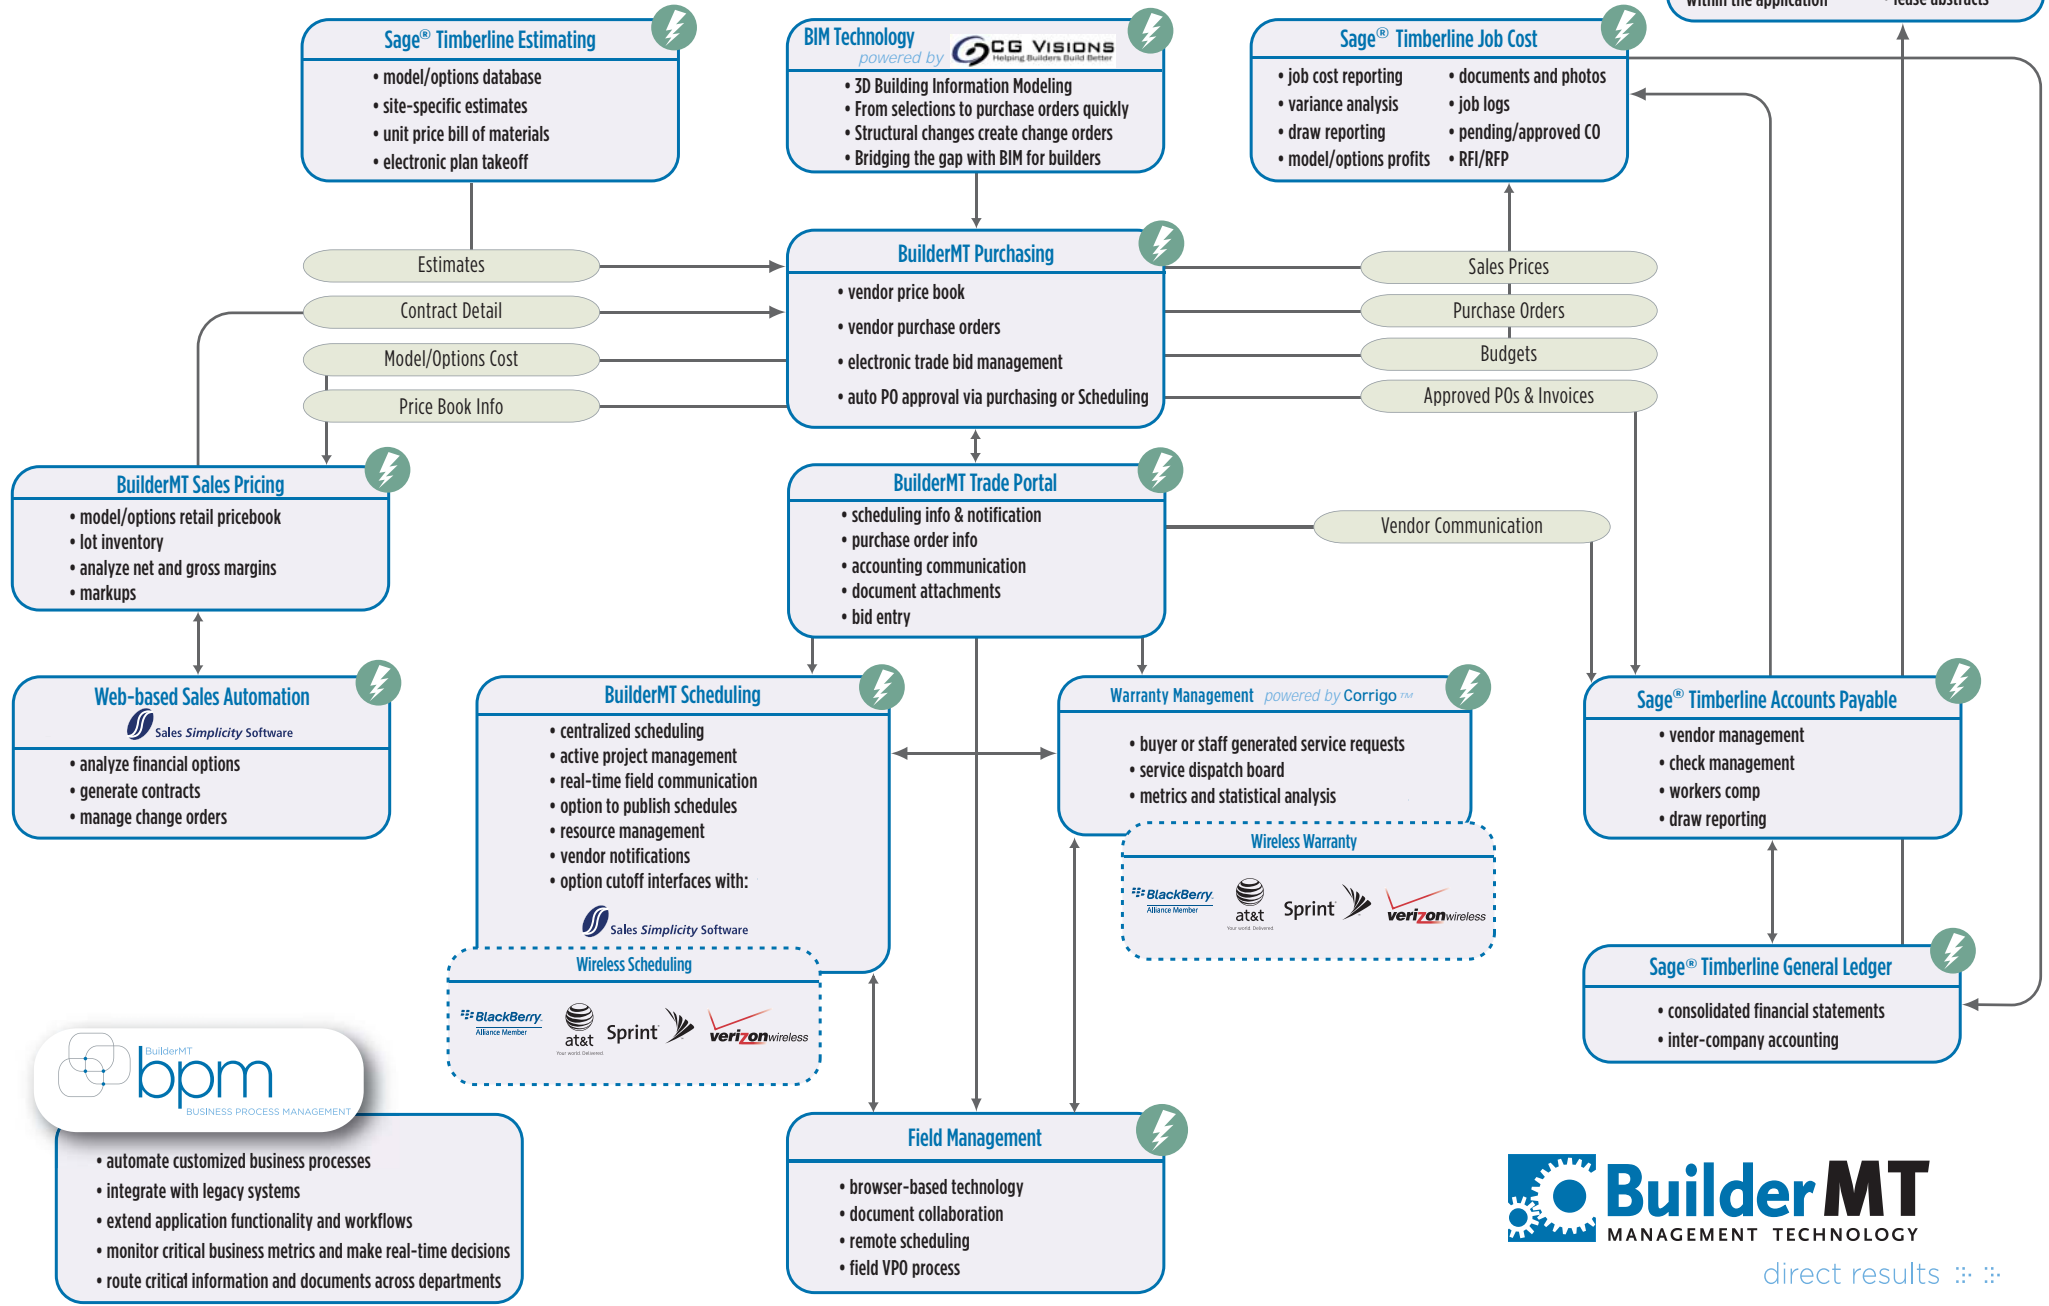 within the application
• lease abstracts
Sage® Timberline Estimating
• model/options database
• site-specific estimates
• unit price bill of materials
• electronic plan takeoff
BIM Technology
powered by CG VISIONS
Helping Builders Build Better
• 3D Building Information Modeling
• From selections to purchase orders quickly
• Structural changes create change orders
• Bridging the gap with BIM for builders
Sage® Timberline Job Cost
• job cost reporting
• variance analysis
• draw reporting
• model/options profits
• documents and photos
• job logs
• pending/approved CO
• RFI/RFP
Estimates
Contract Detail
Model/Options Cost
Price Book Info
BuilderMT Purchasing
• vendor price book
• vendor purchase orders
• electronic trade bid management
• auto PO approval via purchasing or Scheduling
Sales Prices
Purchase Orders
Budgets
Approved POs & Invoices
BuilderMT Sales Pricing
• model/options retail pricebook
• lot inventory
• analyze net and gross margins
• markups
BuilderMT Trade Portal
• scheduling info & notification
• purchase order info
• accounting communication
• document attachments
• bid entry
Vendor Communication
Web-based Sales Automation
Sales Simplicity Software
• analyze financial options
• generate contracts
• manage change orders
BuilderMT Scheduling
• centralized scheduling
• active project management
• real-time field communication
• option to publish schedules
• resource management
• vendor notifications
• option cutoff interfaces with:
Sales Simplicity Software
Wireless Scheduling
BlackBerry.
Alliance Member
at&t
Your world. Delivered.
Sprint
verizonwireless
Warranty Management powered by Corrigo™
• buyer or staff generated service requests
• service dispatch board
• metrics and statistical analysis
Wireless Warranty
BlackBerry.
Alliance Member
at&t
Your world. Delivered.
Sprint
verizonwireless
Sage® Timberline Accounts Payable
• vendor management
• check management
• workers comp
• draw reporting
Sage® Timberline General Ledger
• consolidated financial statements
• inter-company accounting
BuilderMT
bpm
BUSINESS PROCESS MANAGEMENT
• automate customized business processes
• integrate with legacy systems
• extend application functionality and workflows
• monitor critical business metrics and make real-time decisions
• route critical information and documents across departments
Field Management
• browser-based technology
• document collaboration
• remote scheduling
• field VPO process
BuilderMT
MANAGEMENT TECHNOLOGY
direct results